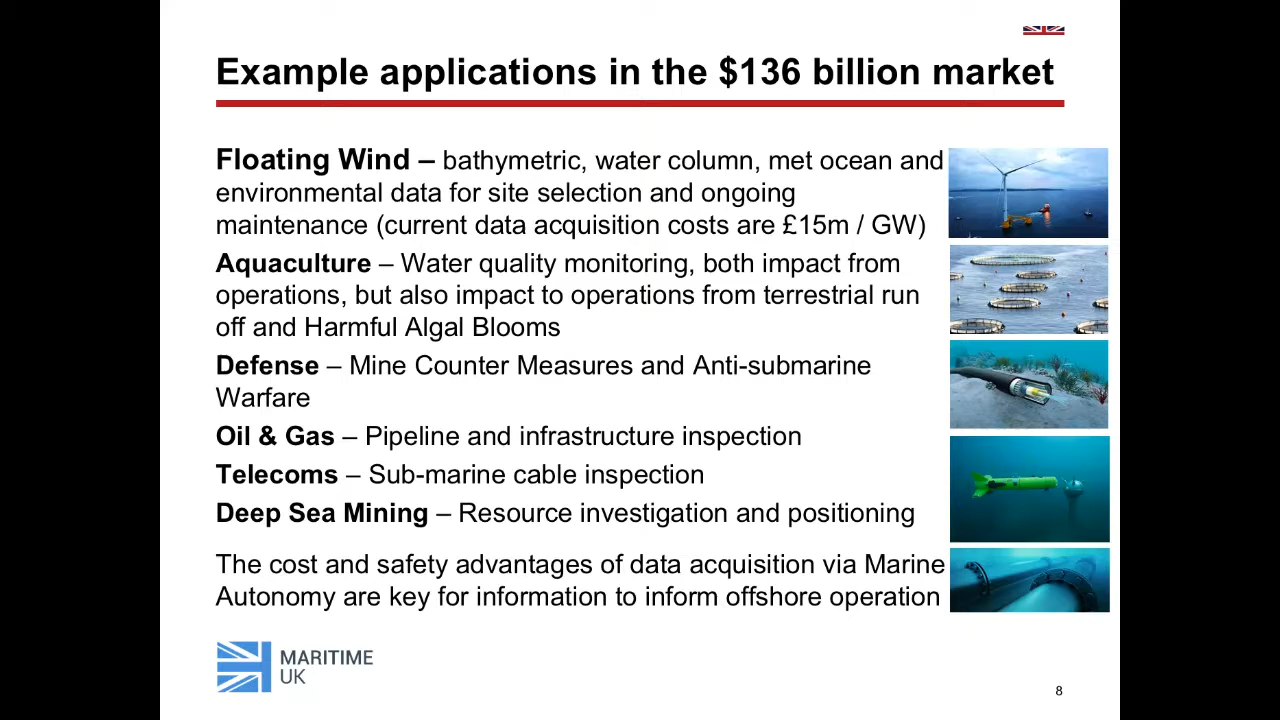 Example applications in the $136 billion market
Floating Wind – bathymetric, water column, met ocean and
environmental data for site selection and ongoing
maintenance (current data acquisition costs are £15m / GW)
Aquaculture – Water quality monitoring, both impact from
operations, but also impact to operations from terrestrial run
off and Harmful Algal Blooms
Defense – Mine Counter Measures and Anti-submarine
Warfare
Oil & Gas – Pipeline and infrastructure inspection
Telecoms – Sub-marine cable inspection
Deep Sea Mining – Resource investigation and positioning
The cost and safety advantages of data acquisition via Marine
Autonomy are key for information to inform offshore operation
MARITIME
UK
8